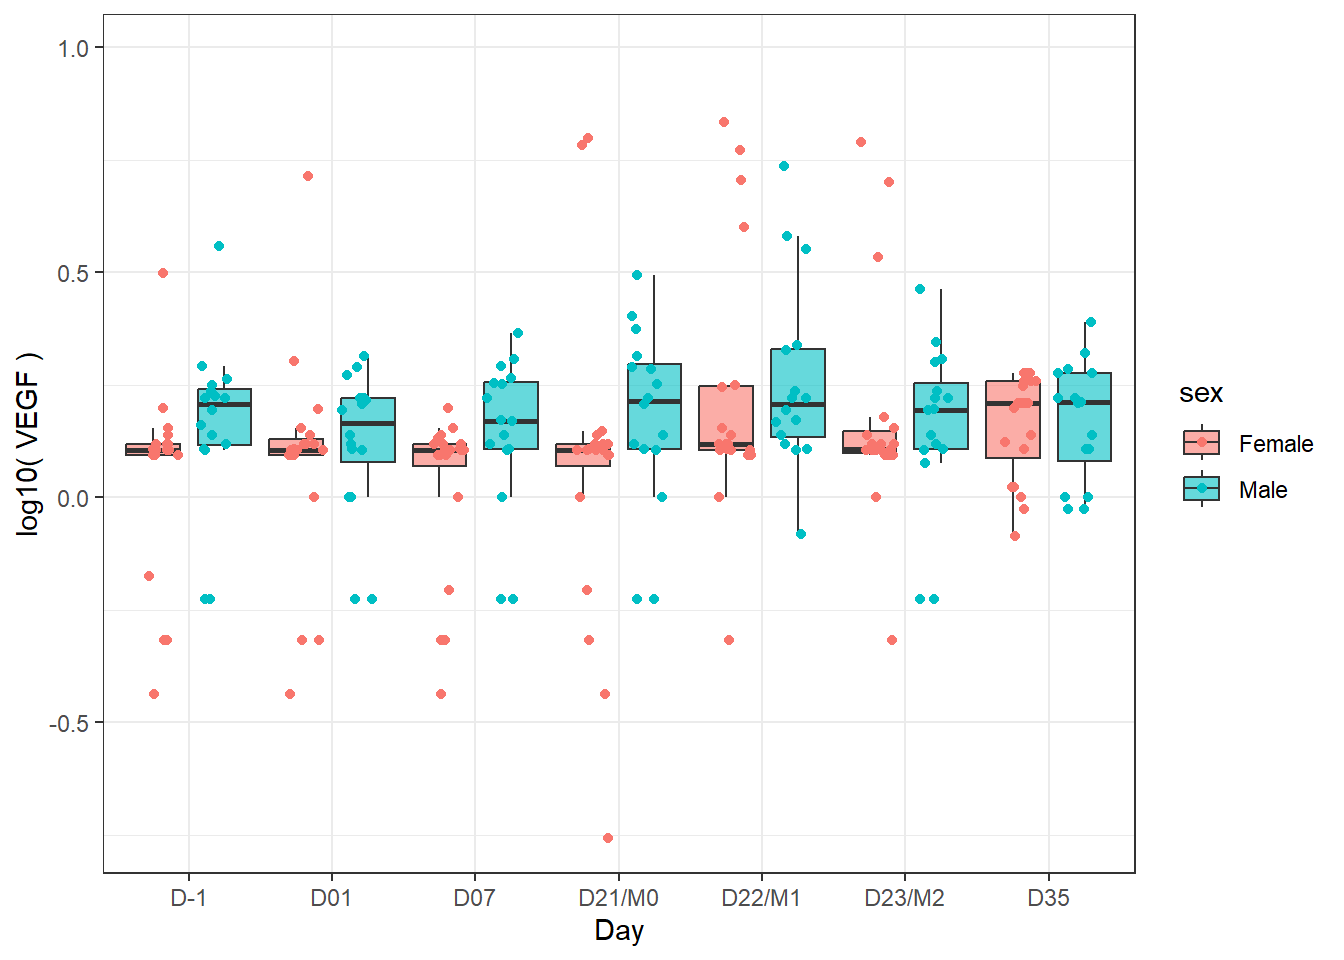 1.0
0.5
0.0
-0.5
log10( VEGF )
D-1
D01
D07
D21/M0
D22/M1
D23/M2
D35
Day
sex
Female
Male